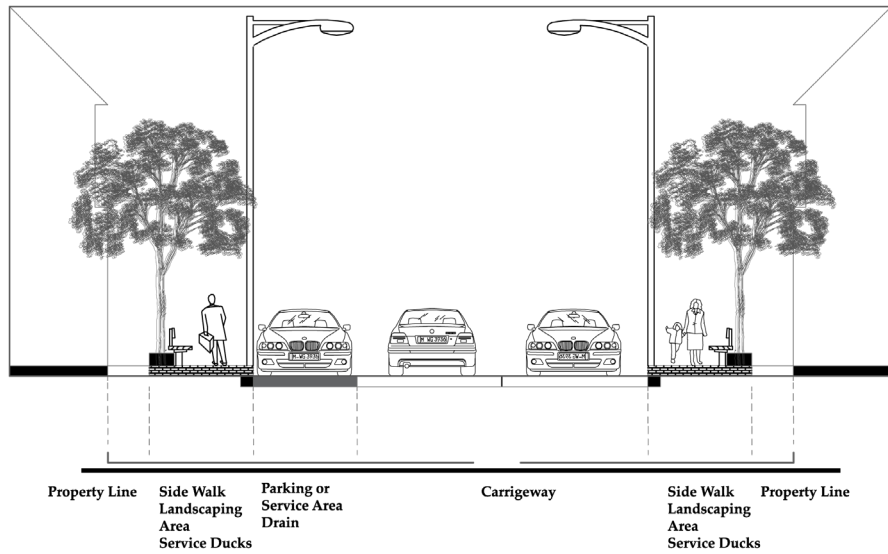 Property Line
Side Walk
Landscaping
Area
Service Ducks
Parking or
Service Area
Drain
Carrigeway
Side Walk
Landscaping
Area
Service Ducks
Property Line